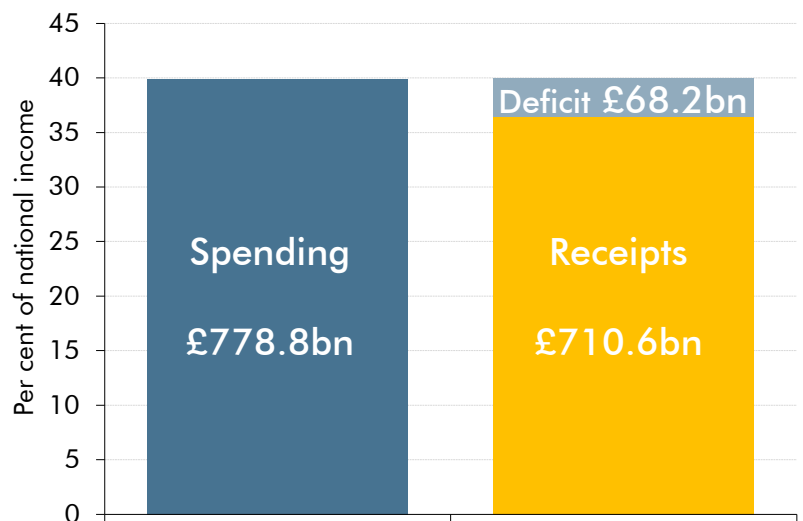 Per cent of national income
45
40
35
30
25
20
15
10
5
0
Spending
£778.8bn
Deficit £68.2bn
Receipts
£710.6bn